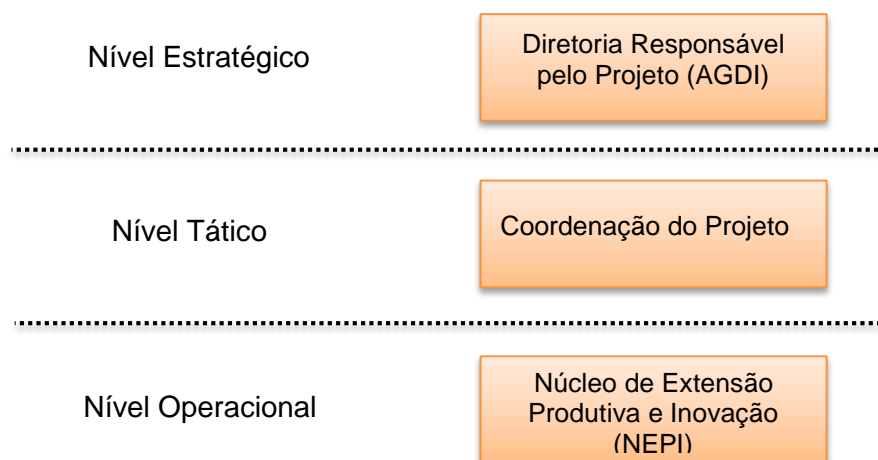 Nível Estratégico
Diretoria Responsável
pelo Projeto (AGDI)
Nível Tático
Coordenação do Projeto
Nível Operacional
Núcleo de Extensão
Produtiva e Inovação
(NEPI)